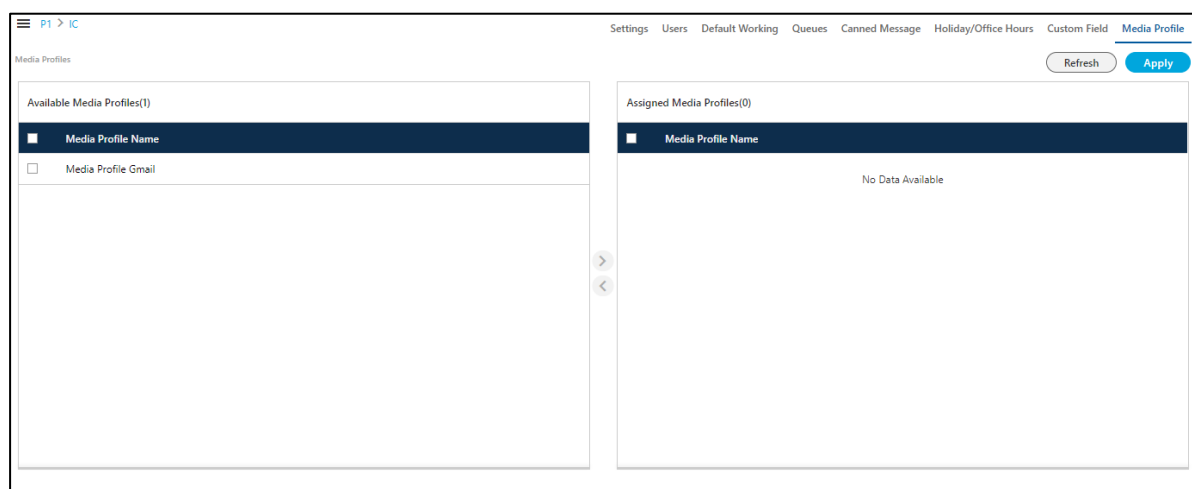 P1 > IC
Settings Users Default Working Queues Canned Message Holiday/Office Hours Custom Field Media Profile
Media Profiles
Refresh Apply
Available Media Profiles(1)
Media Profile Name
Media Profile Gmail
Assigned Media Profiles(0)
Media Profile Name
No Data Available